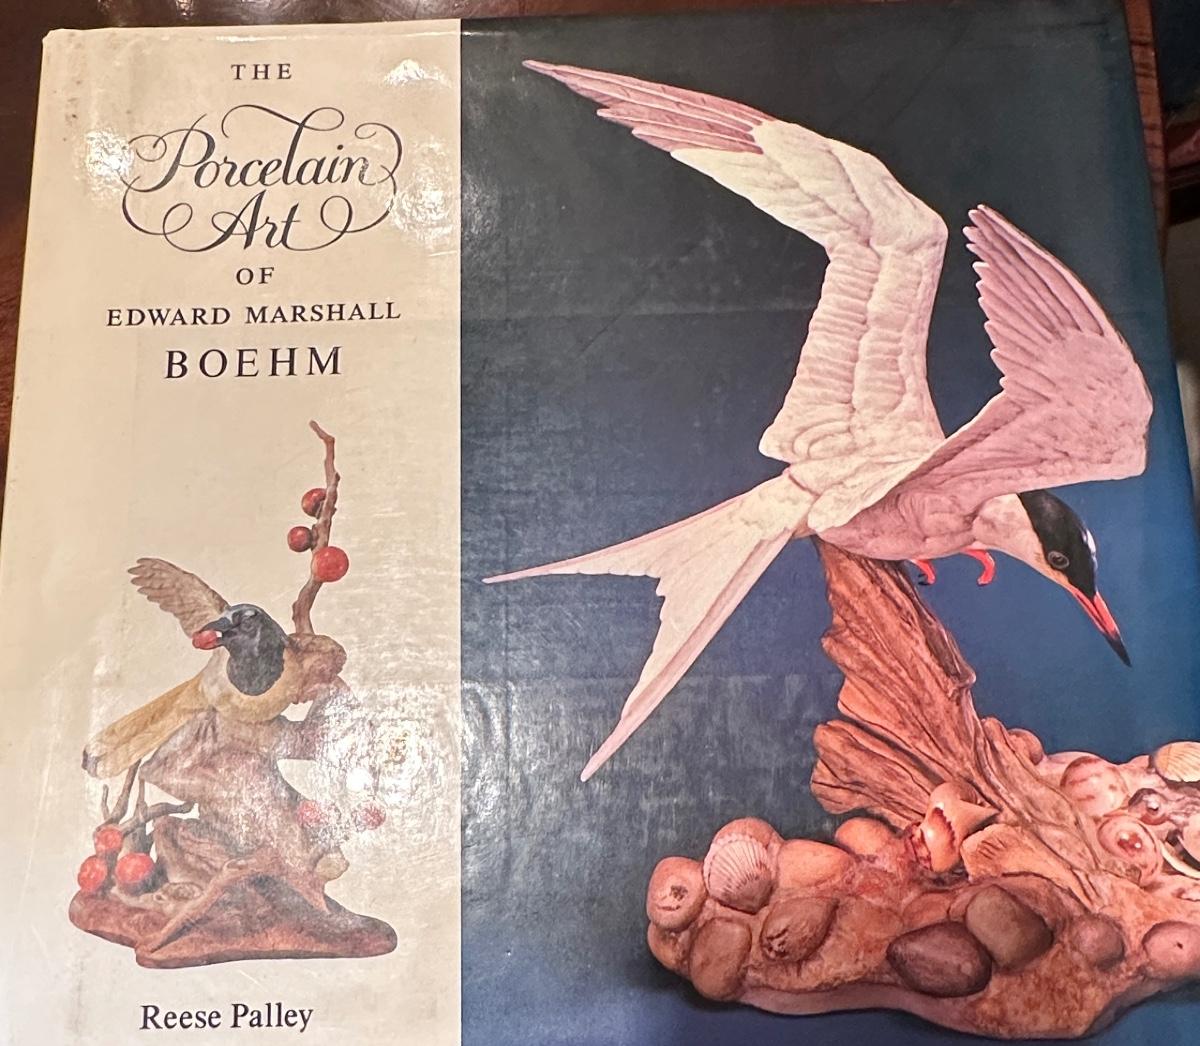 THE
Porcelain
Art
OF
EDWARD MARSHALL
BOEHM
Reese Palley